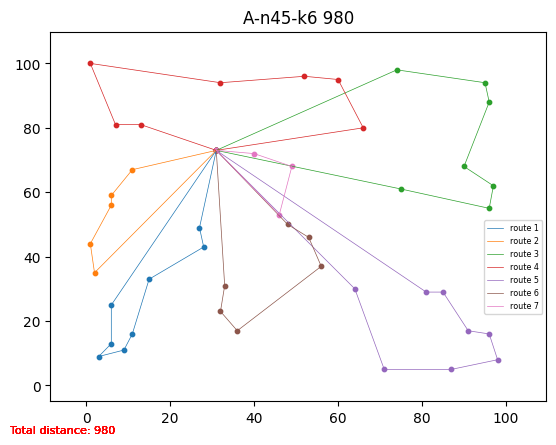 A-n45-k6 980
100
80
60
40
20
0
route 1
route 2
route 3
route 4
route 5
route 6
route 7
0 20 40 60 80 100
Total distance: 980